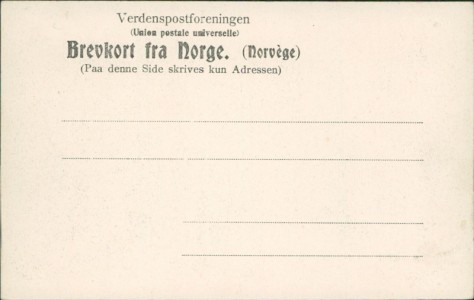 Verdenspostforeningen
(Union postale universelle)
Brevkort fra Norge. (Norvège)
(Paa denne Side skrives kun Adressen)